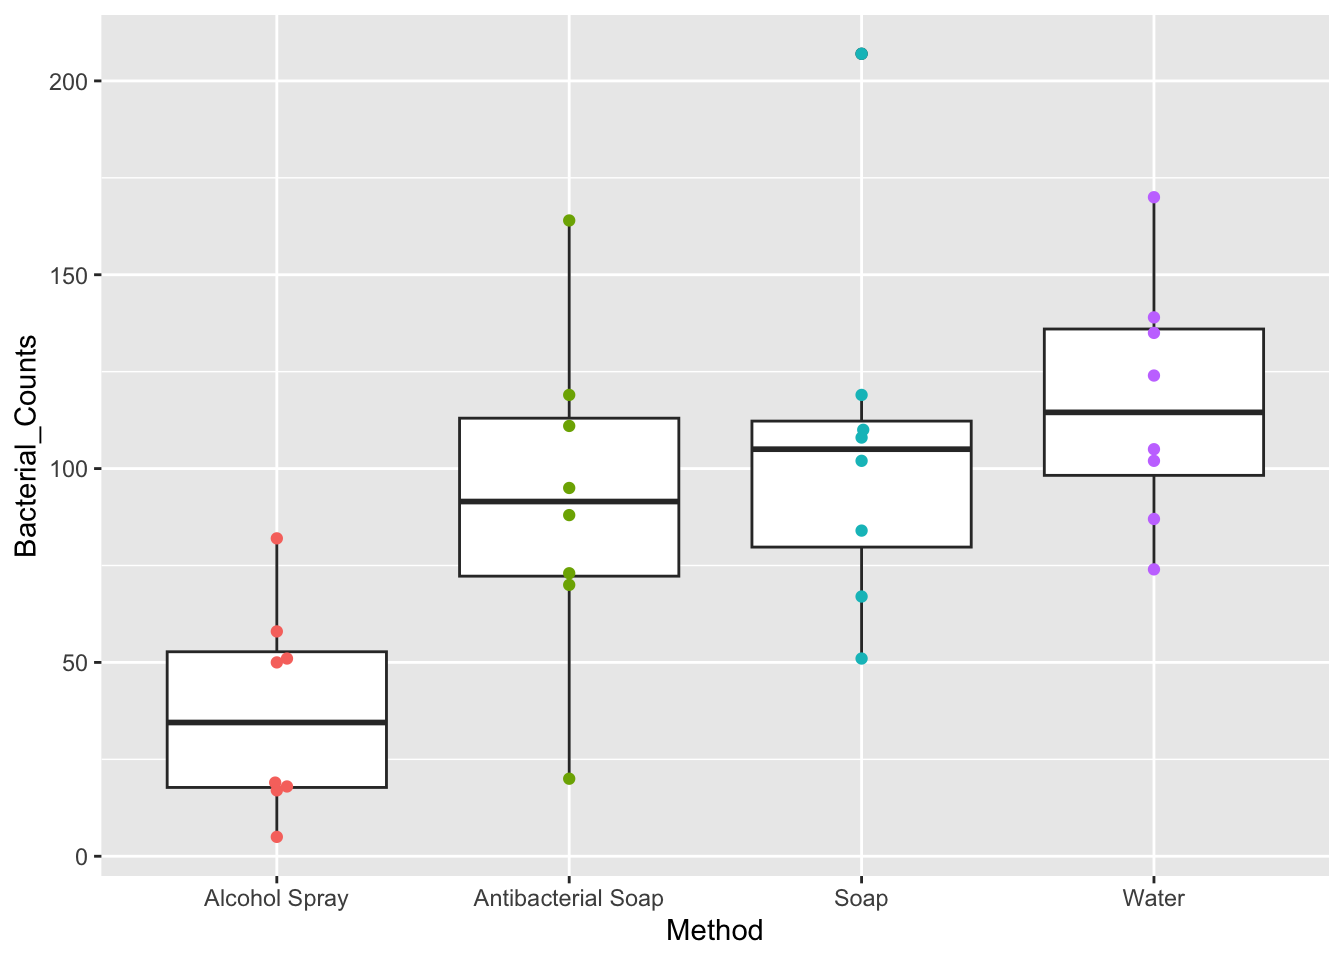 Bacterial_Counts
200
150
100
50
0
Alcohol Spray
Antibacterial Soap
Soap
Water
Method